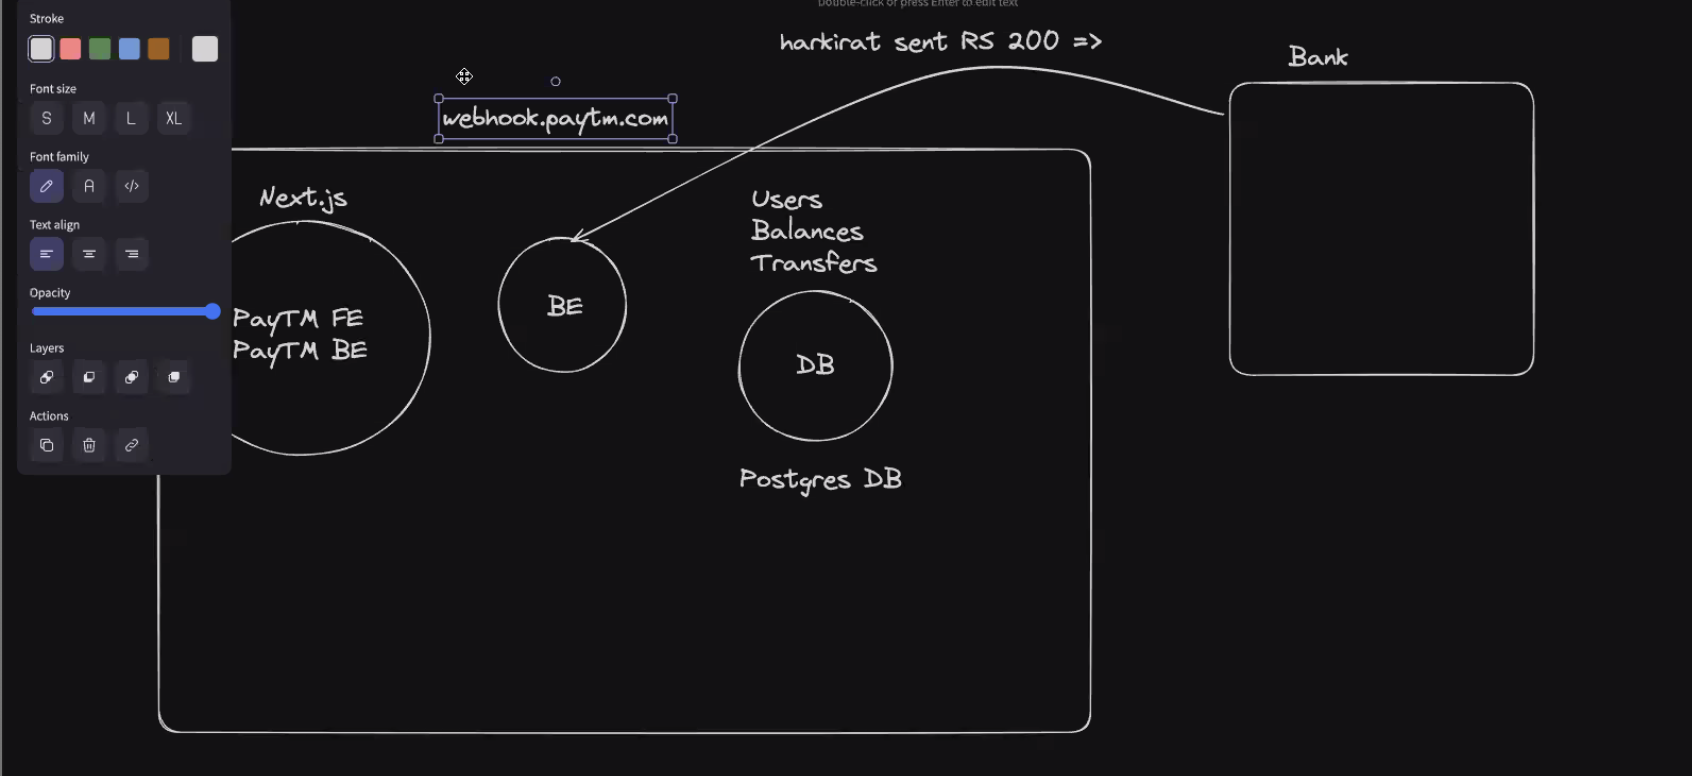 Double-click or press Enter to edit text
Stroke
Font size
S M L XL
Font family
A </>
Text align
Opacity
Layers
Actions
harkirat sent RS 200 =>
Bank
webhook.paytm.com
Next.js
PayTM FE
PayTM BE
BE
Users
Balances
Transfers
DB
Postgres DB